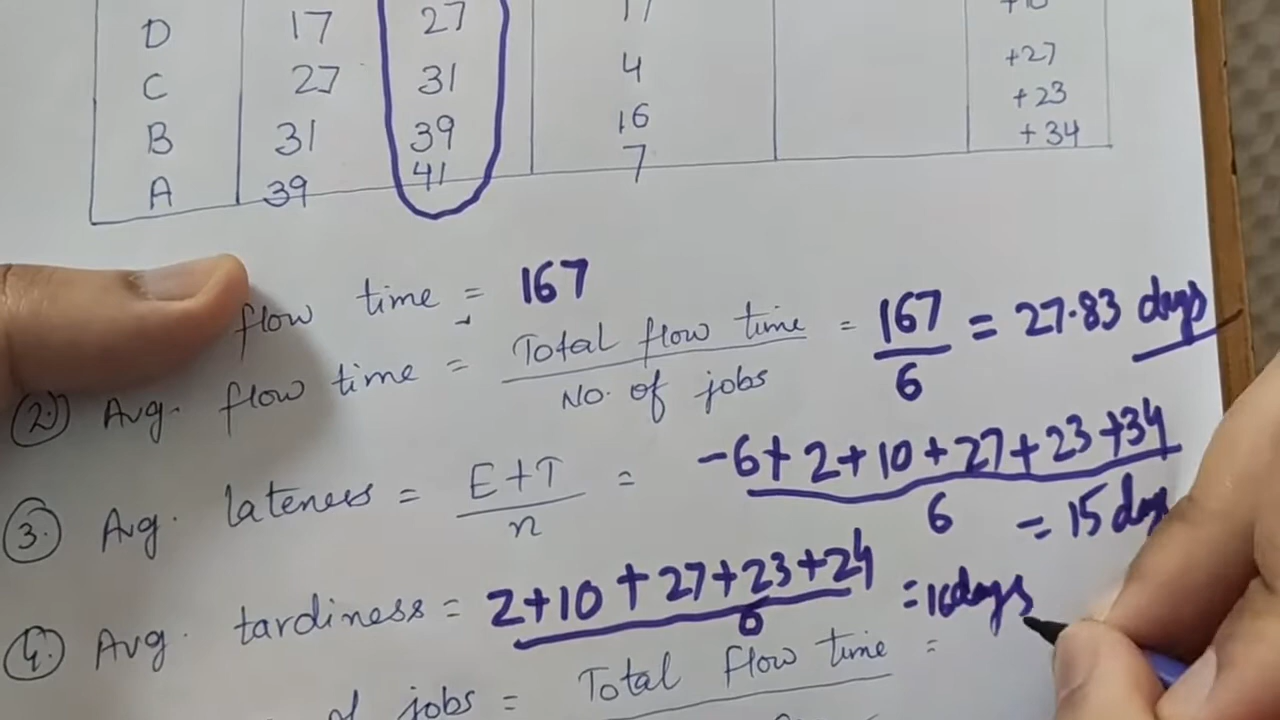 D 17 27 17
C 27 31 4 +27
B 31 39 16 +23
A 39 41 7 +34
flow time = 167
(2.) Avg. flow time = Total flow time / No. of jobs = 167 / 6 = 27.83 days
(3.) Avg. lateness = E+T / n = -6+2+10+27+23+34 / 6 = 15 days
(4.) Avg. tardiness = 2+10+27+23+24 / 6 = 16 days
of jobs = Total flow time =